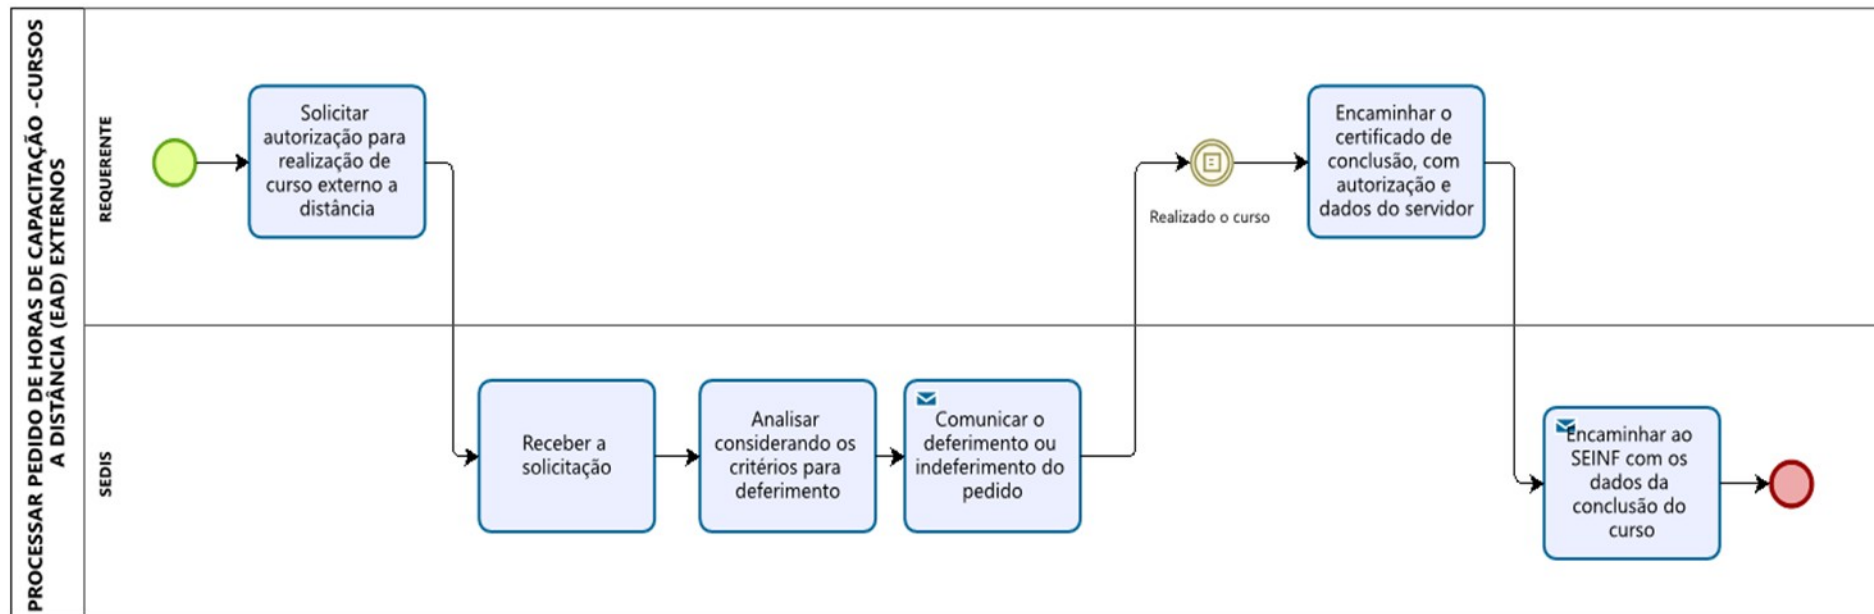 PROCESSAR PEDIDO DE HORAS DE CAPACITAÇÃO -CURSOS
A DISTÂNCIA (EAD) EXTERNOS
REQUERENTE
Solicitar
autorização para
realização de
curso externo a
distância
Realizado o curso
Encaminhar o
certificado de
conclusão, com
autorização e
dados do servidor
SEDIS
Receber a
solicitação
Analisar
considerando os
critérios para
deferimento
Comunicar o
deferimento ou
indeferimento do
pedido
Encaminhar ao
SEINF com os
dados da
conclusão do
curso